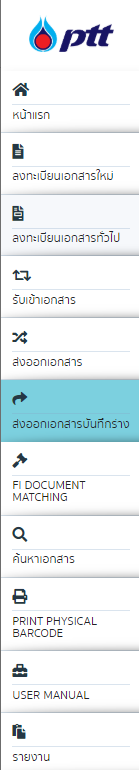 ptt
หน้าแรก
ลงทะเบียนเอกสารใหม่
ลงทะเบียนเอกสารทั่วไป
รับเข้าเอกสาร
ส่งออกเอกสาร
ส่งออกเอกสารบันทึกร่าง
FI DOCUMENT
MATCHING
ค้นหาเอกสาร
PRINT PHYSICAL
BARCODE
USER MANUAL
รายงาน